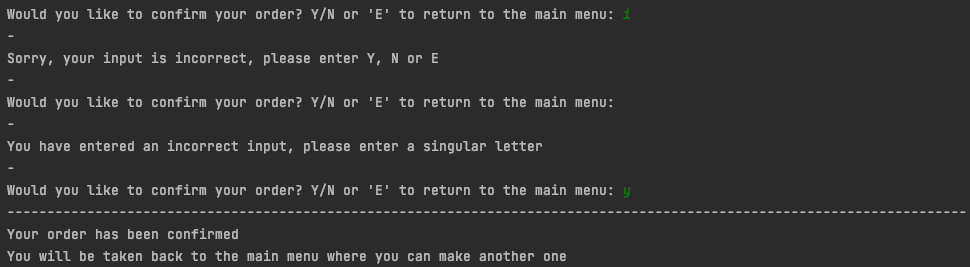 Would you like to confirm your order? Y/N or 'E' to return to the main menu: i
-
Sorry, your input is incorrect, please enter Y, N or E
-
Would you like to confirm your order? Y/N or 'E' to return to the main menu:
-
You have entered an incorrect input, please enter a singular letter
-
Would you like to confirm your order? Y/N or 'E' to return to the main menu: y
------------------------------------------------------------------------------------------------------------------------
Your order has been confirmed
You will be taken back to the main menu where you can make another one